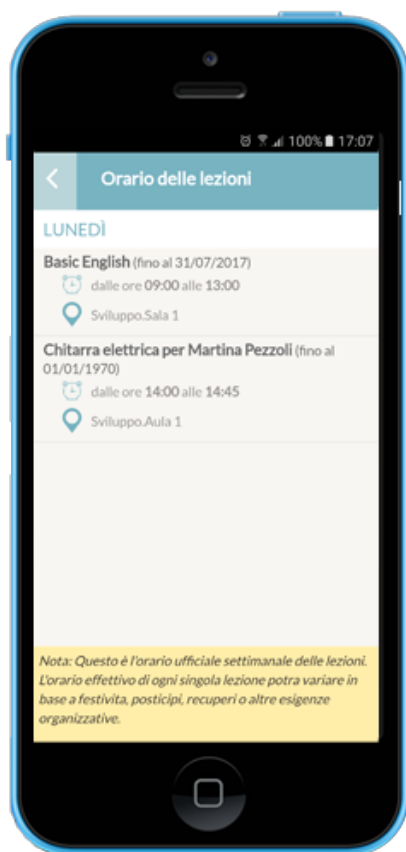 100% 17:07
Orario delle lezioni
LUNEDÌ
Basic English (fino al 31/07/2017)
dalle ore 09:00 alle 13:00
Sviluppo.Sala 1
Chitarra elettrica per Martina Pezzoli (fino al
01/01/1970)
dalle ore 14:00 alle 14:45
Sviluppo.Aula 1
Nota: Questo è l'orario ufficiale settimanale delle lezioni.
L'orario effettivo di ogni singola lezione potra variare in
base a festivita, posticipi, recuperi o altre esigenze
organizzative.